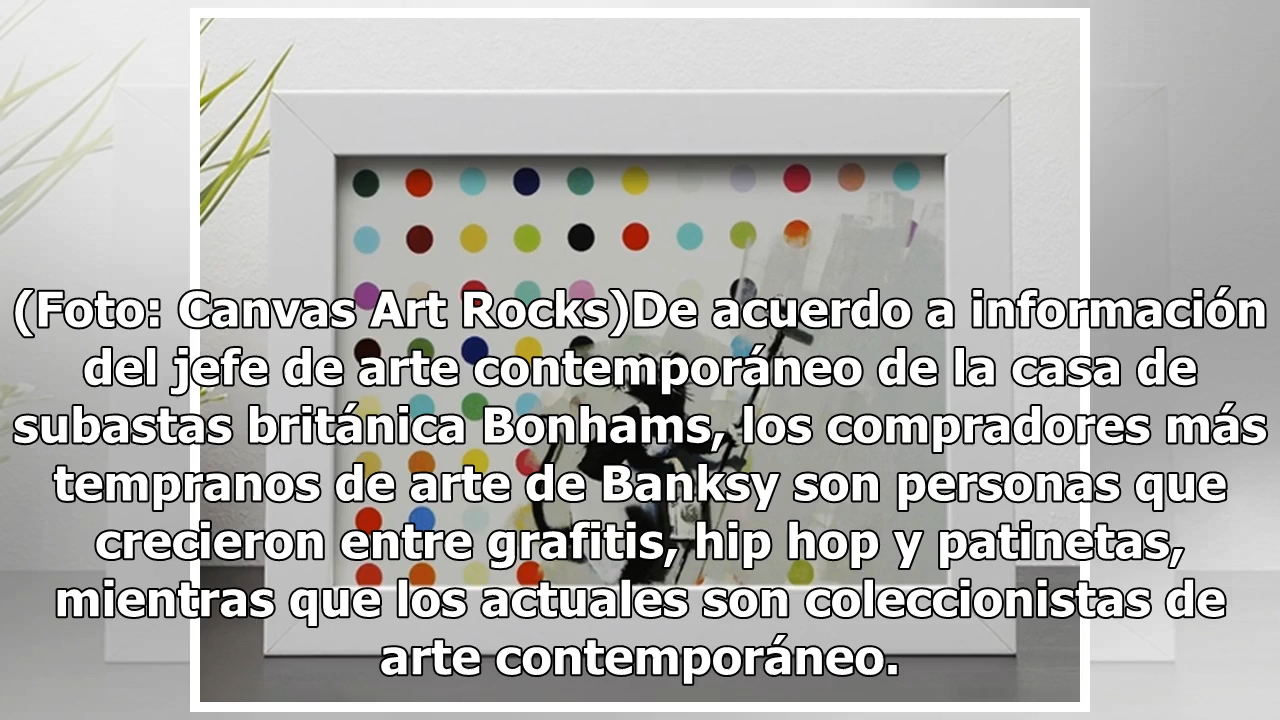 (Foto: Canvas Art Rocks)De acuerdo a información
del jefe de arte contemporáneo de la casa de
subastas británica Bonhams, los compradores más
tempranos de arte de Banksy son personas que
crecieron entre grafitis, hip hop y patinetas,
mientras que los actuales son coleccionistas de
arte contemporáneo.